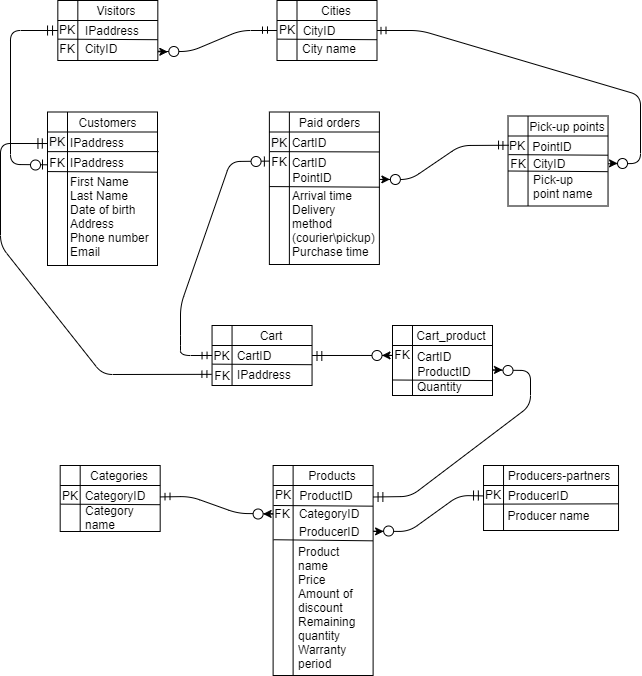 Visitors
PK IPaddress
FK CityID
Cities
PK CityID
City name
Customers
PK IPaddress
FK IPaddress
First Name
Last Name
Date of birth
Address
Phone number
Email
Paid orders
PK CartID
FK CartID
PointID
Arrival time
Delivery
method
(courier\pickup)
Purchase time
Pick-up points
PK PointID
FK CityID
Pick-up
point name
Cart
PK CartID
FK IPaddress
Cart_product
FK CartID
ProductID
Quantity
Categories
PK CategoryID
Category
name
Products
PK ProductID
FK CategoryID
ProducerID
Product
name
Price
Amount of
discount
Remaining
quantity
Warranty
period
Producers-partners
PK ProducerID
Producer name